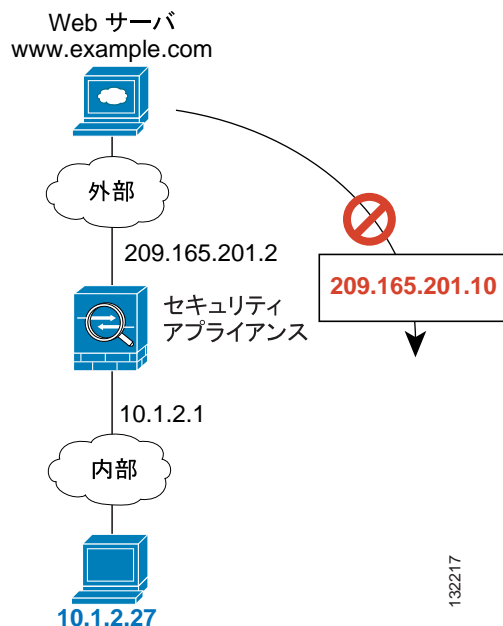 Web サーバ
www.example.com
外部
209.165.201.2
209.165.201.10
セキュリティ
アプライアンス
10.1.2.1
内部
10.1.2.27
132217